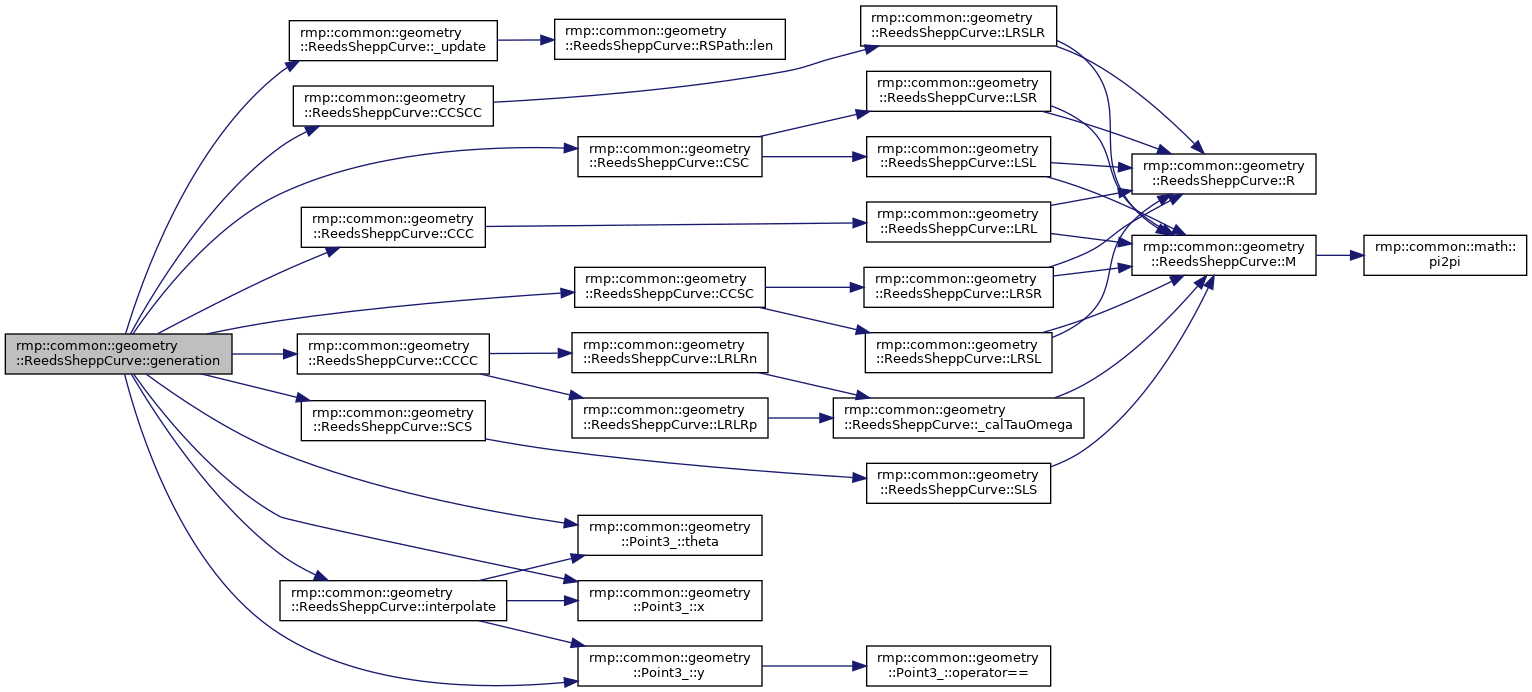 rmp::common::geometry
::ReedsSheppCurve::generation
rmp::common::geometry
::ReedsSheppCurve::_update
rmp::common::geometry
::ReedsSheppCurve::CCSCC
rmp::common::geometry
::ReedsSheppCurve::CCC
rmp::common::geometry
::ReedsSheppCurve::CCCC
rmp::common::geometry
::ReedsSheppCurve::SCS
rmp::common::geometry
::ReedsSheppCurve::interpolate
rmp::common::geometry
::ReedsSheppCurve::RSPath::len
rmp::common::geometry
::ReedsSheppCurve::CSC
rmp::common::geometry
::ReedsSheppCurve::CCSC
rmp::common::geometry
::ReedsSheppCurve::LRLRn
rmp::common::geometry
::ReedsSheppCurve::LRLRp
rmp::common::geometry
::Point3_::theta
rmp::common::geometry
::Point3_::x
rmp::common::geometry
::Point3_::y
rmp::common::geometry
::ReedsSheppCurve::LRSLR
rmp::common::geometry
::ReedsSheppCurve::LSR
rmp::common::geometry
::ReedsSheppCurve::LSL
rmp::common::geometry
::ReedsSheppCurve::LRL
rmp::common::geometry
::ReedsSheppCurve::LRSR
rmp::common::geometry
::ReedsSheppCurve::LRSL
rmp::common::geometry
::ReedsSheppCurve::_calTauOmega
rmp::common::geometry
::ReedsSheppCurve::SLS
rmp::common::geometry
::Point3_::operator==
rmp::common::geometry
::ReedsSheppCurve::R
rmp::common::geometry
::ReedsSheppCurve::M
rmp::common::math::
pi2pi